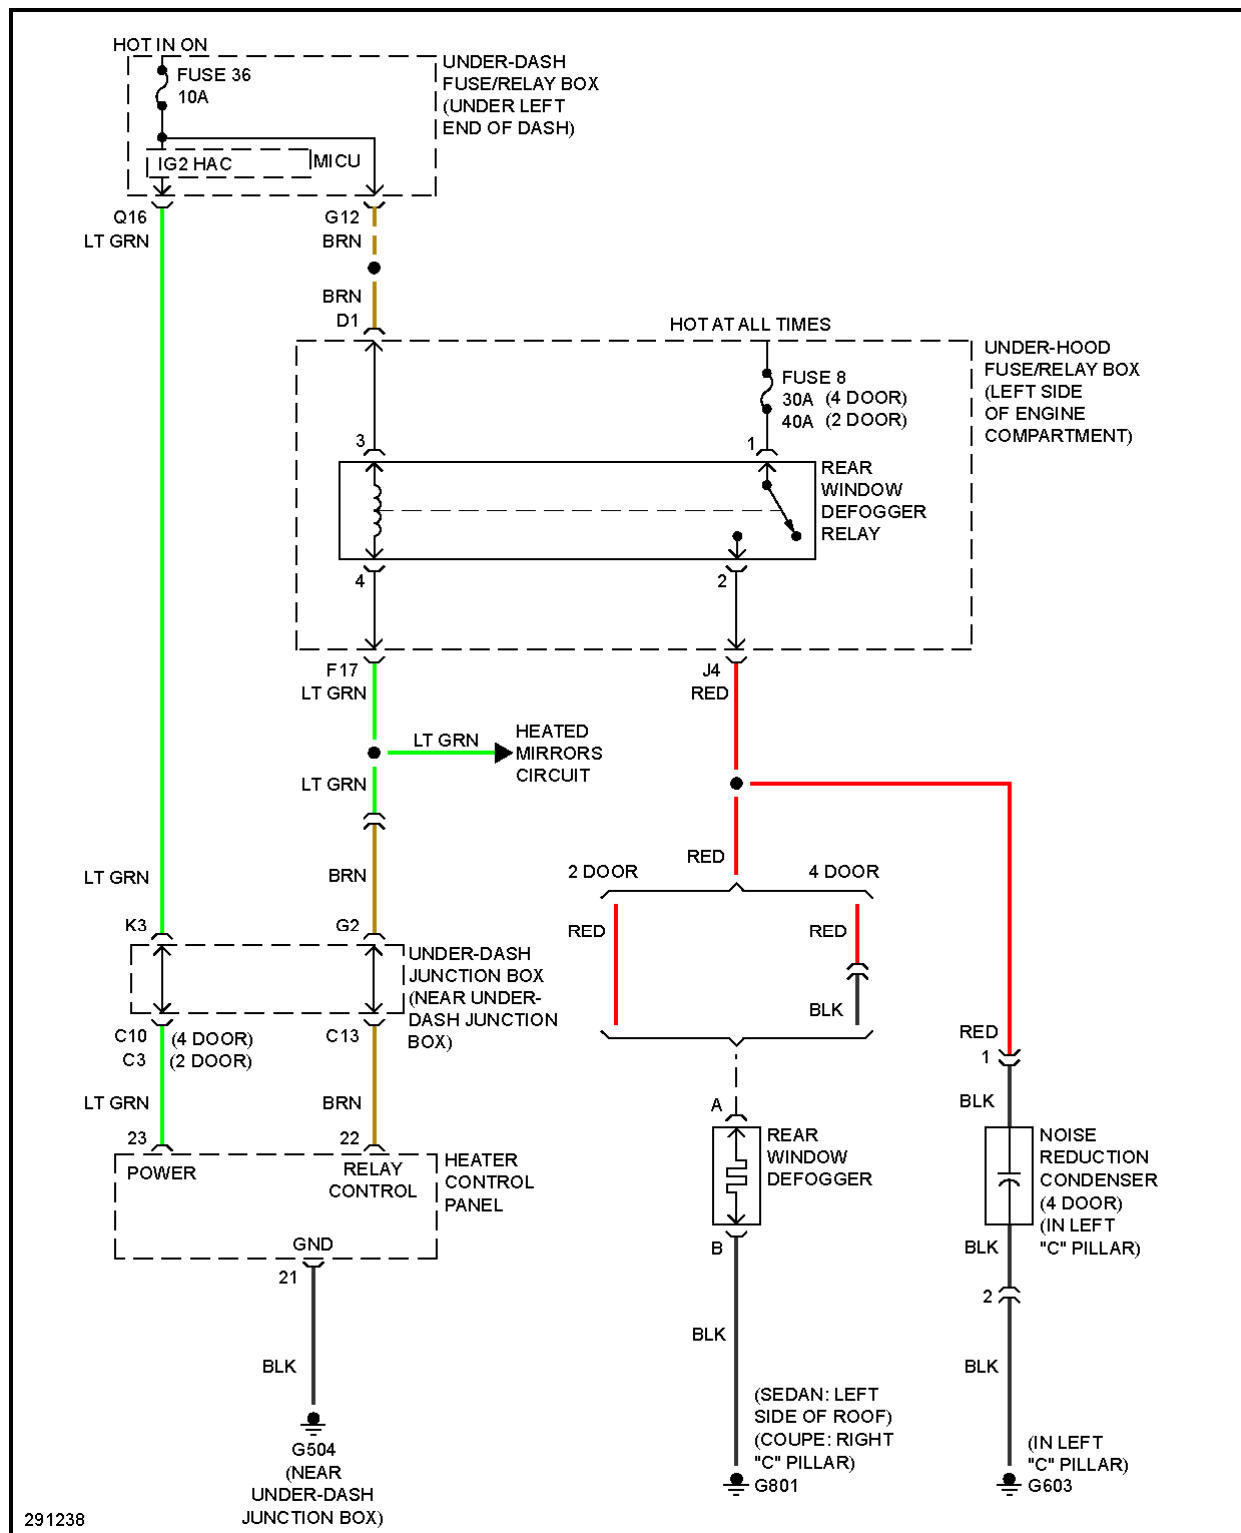 HOT IN ON
FUSE 36
10A
UNDER-DASH
FUSE/RELAY BOX
(UNDER LEFT
END OF DASH)
IG2 HAC
MICU
Q16
LT GRN
G12
BRN
BRN
D1
HOT AT ALL TIMES
UNDER-HOOD
FUSE/RELAY BOX
(LEFT SIDE
OF ENGINE
COMPARTMENT)
FUSE 8
30A (4 DOOR)
40A (2 DOOR)
3
1
REAR
WINDOW
DEFOGGER
RELAY
4
2
F17
LT GRN
J4
RED
LT GRN
HEATED
MIRRORS
CIRCUIT
LT GRN
RED
2 DOOR
4 DOOR
LT GRN
BRN
K3
G2
RED
RED
UNDER-DASH
JUNCTION BOX
(NEAR UNDER-
DASH JUNCTION
BOX)
BLK
C10 (4 DOOR)
C3 (2 DOOR)
C13
RED
1
LT GRN
BRN
A
BLK
23
22
POWER
RELAY
CONTROL
HEATER
CONTROL
PANEL
REAR
WINDOW
DEFOGGER
NOISE
REDUCTION
CONDENSER
(4 DOOR)
(IN LEFT
"C" PILLAR)
GND
21
B
BLK
2
BLK
BLK
BLK
(SEDAN: LEFT
SIDE OF ROOF)
(COUPE: RIGHT
"C" PILLAR)
G801
(IN LEFT
"C" PILLAR)
G603
G504
(NEAR
UNDER-DASH
JUNCTION BOX)
291238